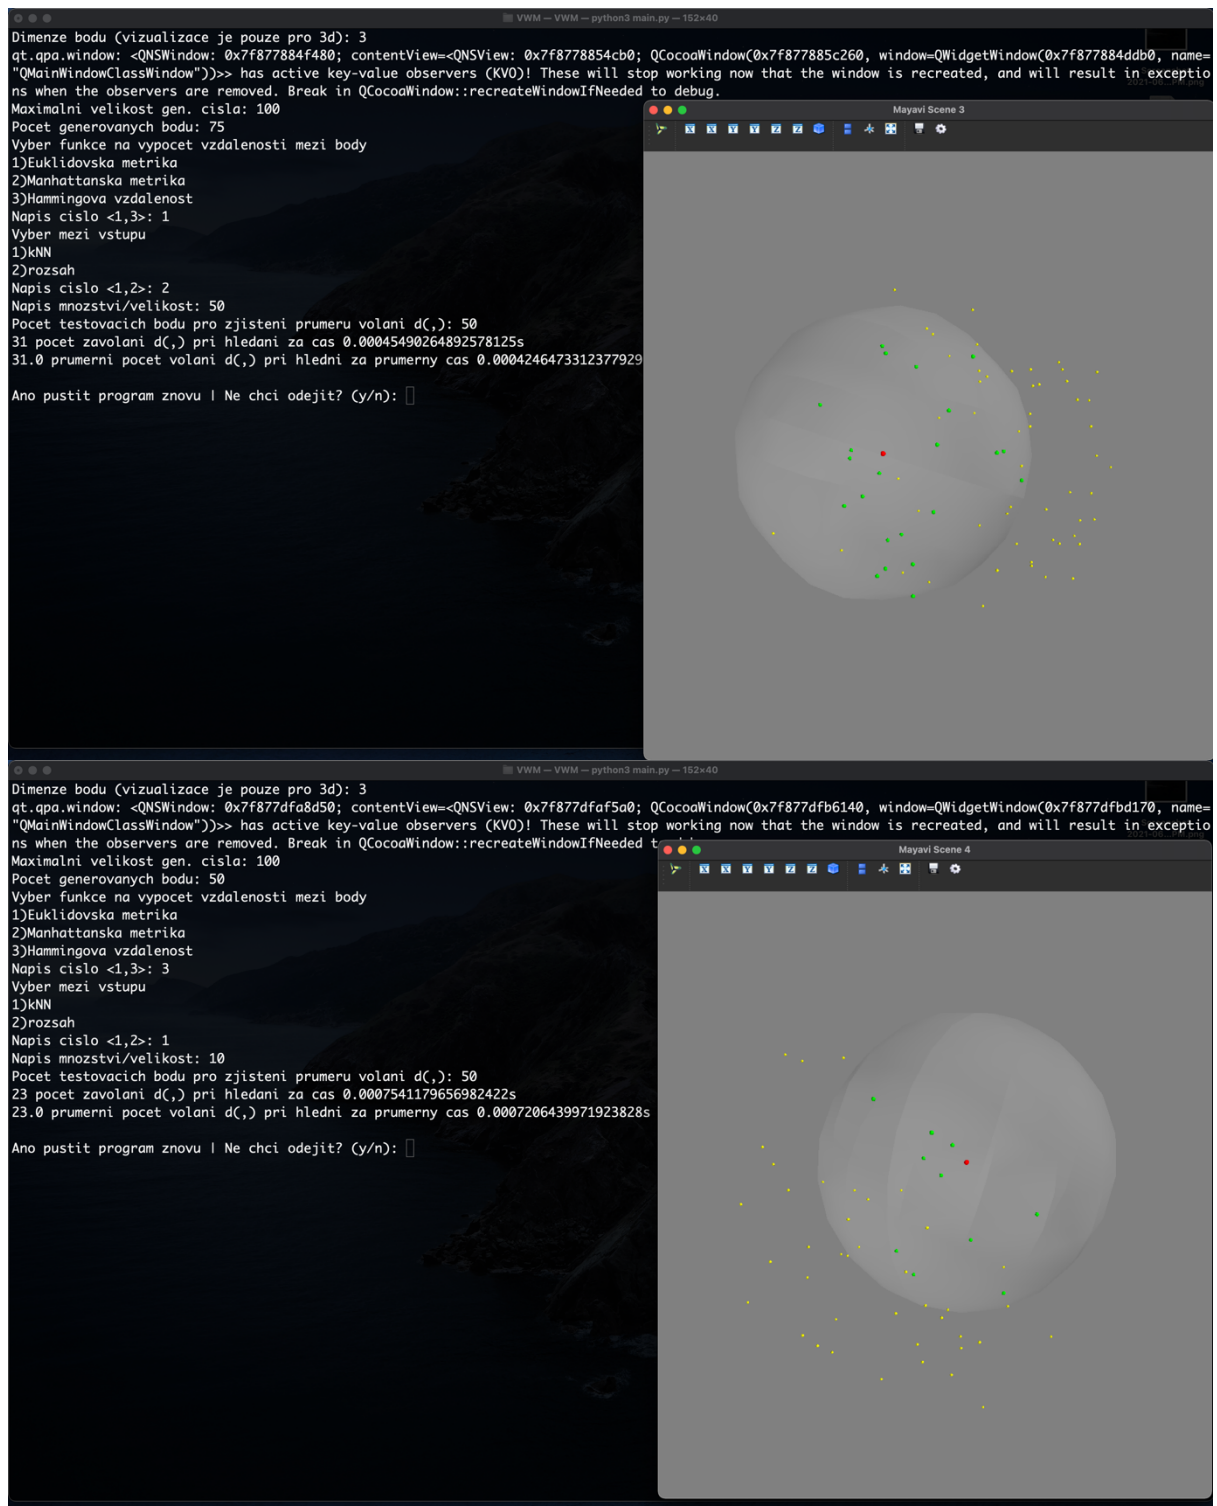 VWM — VWM — python3 main.py — 152×40
Dimenze bodu (vizualizace je pouze pro 3d): 3
qt.qpa.window: <QNSWindow: 0x7f877884f480; contentView=<QNSView: 0x7f8778854cb0; QCocoaWindow(0x7f877885c260, window=QWidgetWindow(0x7f877884ddb0, name=
"QMainWindowClassWindow"))>> has active key-value observers (KVO)! These will stop working now that the window is recreated, and will result in exceptio
ns when the observers are removed. Break in QCocoaWindow::recreateWindowIfNeeded to debug.
Maximalni velikost gen. cisla: 100
Mayavi Scene 3
Pocet generovanych bodu: 75
Vyber funkce na vypocet vzdalenosti mezi body
1)Euklidovska metrika
2)Manhattanska metrika
3)Hammingova vzdalenost
Napis cislo <1,3>: 1
Vyber mezi vstupu
1)kNN
2)rozsah
Napis cislo <1,2>: 2
Napis mnozstvi/velikost: 50
Pocet testovacich bodu pro zjisteni prumeru volani d(,): 50
31 pocet zavolani d(,) pri hledani za cas 0.00045490264892578125s
31.0 prumerni pocet volani d(,) pri hledni za prumerny cas 0.0004246473312377929
Ano pustit program znovu | Ne chci odejit? (y/n):
VWM — VWM — python3 main.py — 152×40
Dimenze bodu (vizualizace je pouze pro 3d): 3
qt.qpa.window: <QNSWindow: 0x7f877dfa8d50; contentView=<QNSView: 0x7f877dfaf5a0; QCocoaWindow(0x7f877dfb6140, window=QWidgetWindow(0x7f877dfbd170, name=
"QMainWindowClassWindow"))>> has active key-value observers (KVO)! These will stop working now that the window is recreated, and will result in exceptio
ns when the observers are removed. Break in QCocoaWindow::recreateWindowIfNeeded t
Mayavi Scene 4
Maximalni velikost gen. cisla: 100
Pocet generovanych bodu: 50
Vyber funkce na vypocet vzdalenosti mezi body
1)Euklidovska metrika
2)Manhattanska metrika
3)Hammingova vzdalenost
Napis cislo <1,3>: 3
Vyber mezi vstupu
1)kNN
2)rozsah
Napis cislo <1,2>: 1
Napis mnozstvi/velikost: 10
Pocet testovacich bodu pro zjisteni prumeru volani d(,): 50
23 pocet zavolani d(,) pri hledani za cas 0.0007541179656982422s
23.0 prumerni pocet volani d(,) pri hledni za prumerny cas 0.0007206439971923828s
Ano pustit program znovu | Ne chci odejit? (y/n):